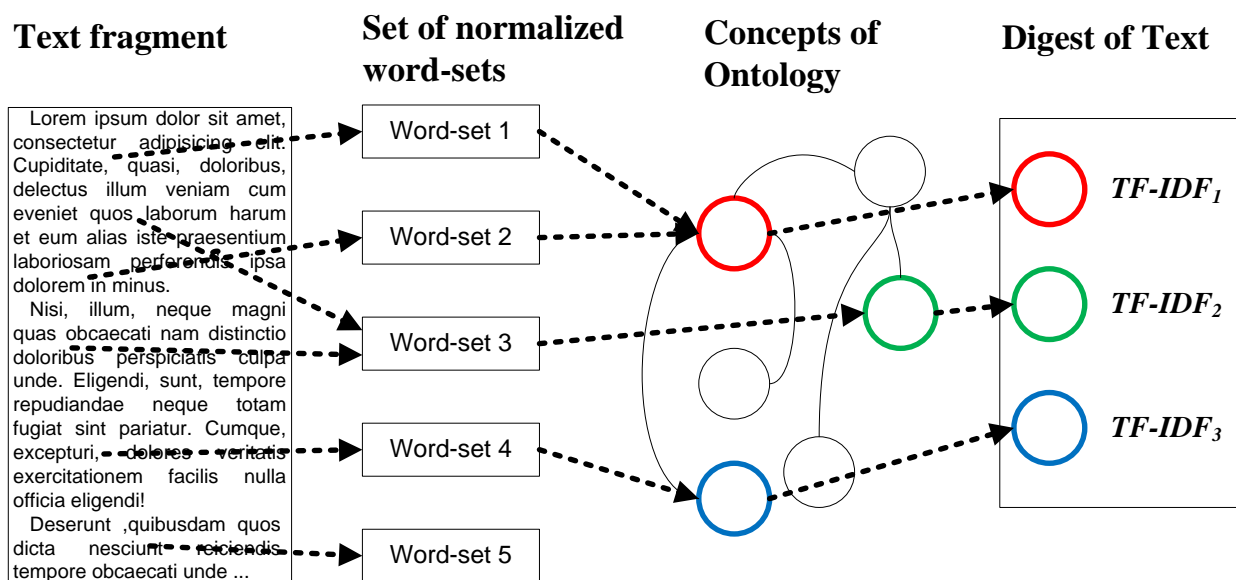 Text fragment
Set of normalized
word-sets
Concepts of
Ontology
Digest of Text
Lorem ipsum dolor sit amet,
consectetur adipisicing elit.
Cupiditate, quasi, doloribus,
delectus illum veniam cum
eveniet quos laborum harum
et eum alias iste praesentium
laboriosam perferendis ipsa
dolorem in minus.
Nisi, illum, neque magni
quas obcaecati nam distinctio
doloribus perspiciatis culpa
unde. Eligendi, sunt, tempore
repudiandae neque totam
fugiat sint pariatur. Cumque,
excepturi, dolores veritatis
exercitationem facilis nulla
officia eligendi!
Deserunt ,quibusdam quos
dicta nesciunt reiciendis
tempore obcaecati unde ...
Word-set 1
Word-set 2
Word-set 3
Word-set 4
Word-set 5
TF-IDF1
TF-IDF2
TF-IDF3